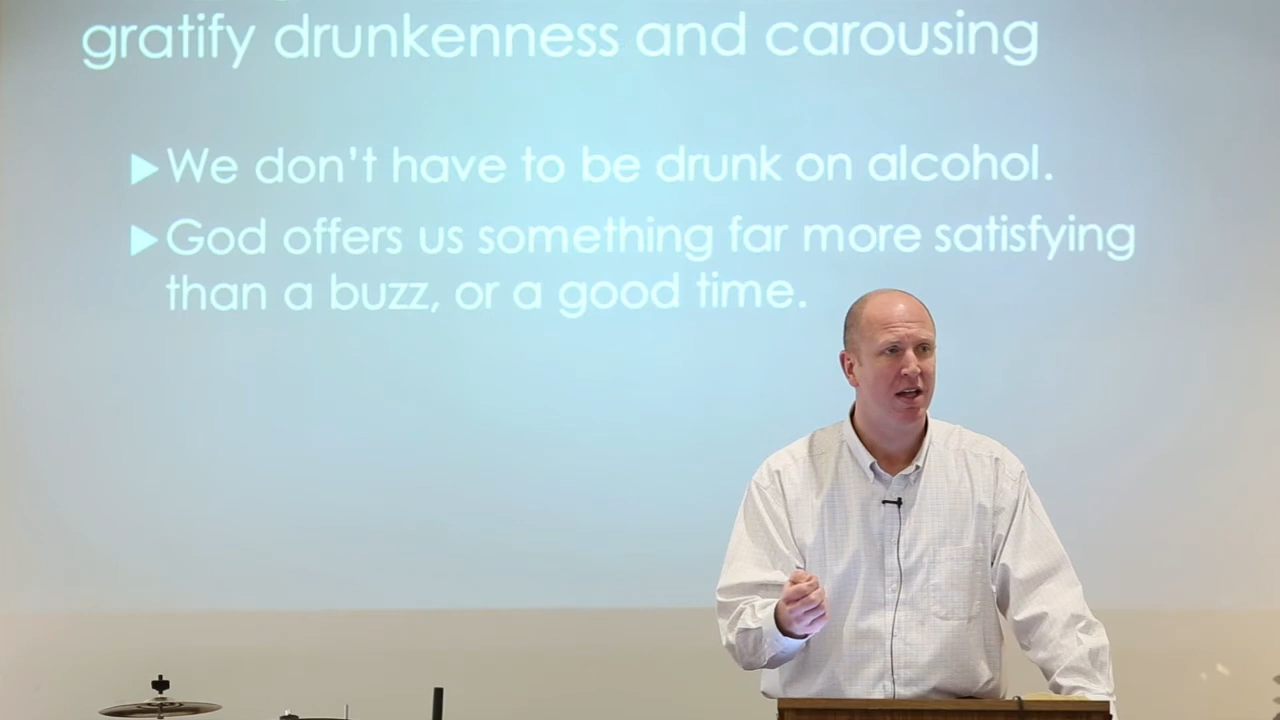 gratify drunkenness and carousing
▶We don't have to be drunk on alcohol.
▶God offers us something far more satisfying
than a buzz, or a good time.